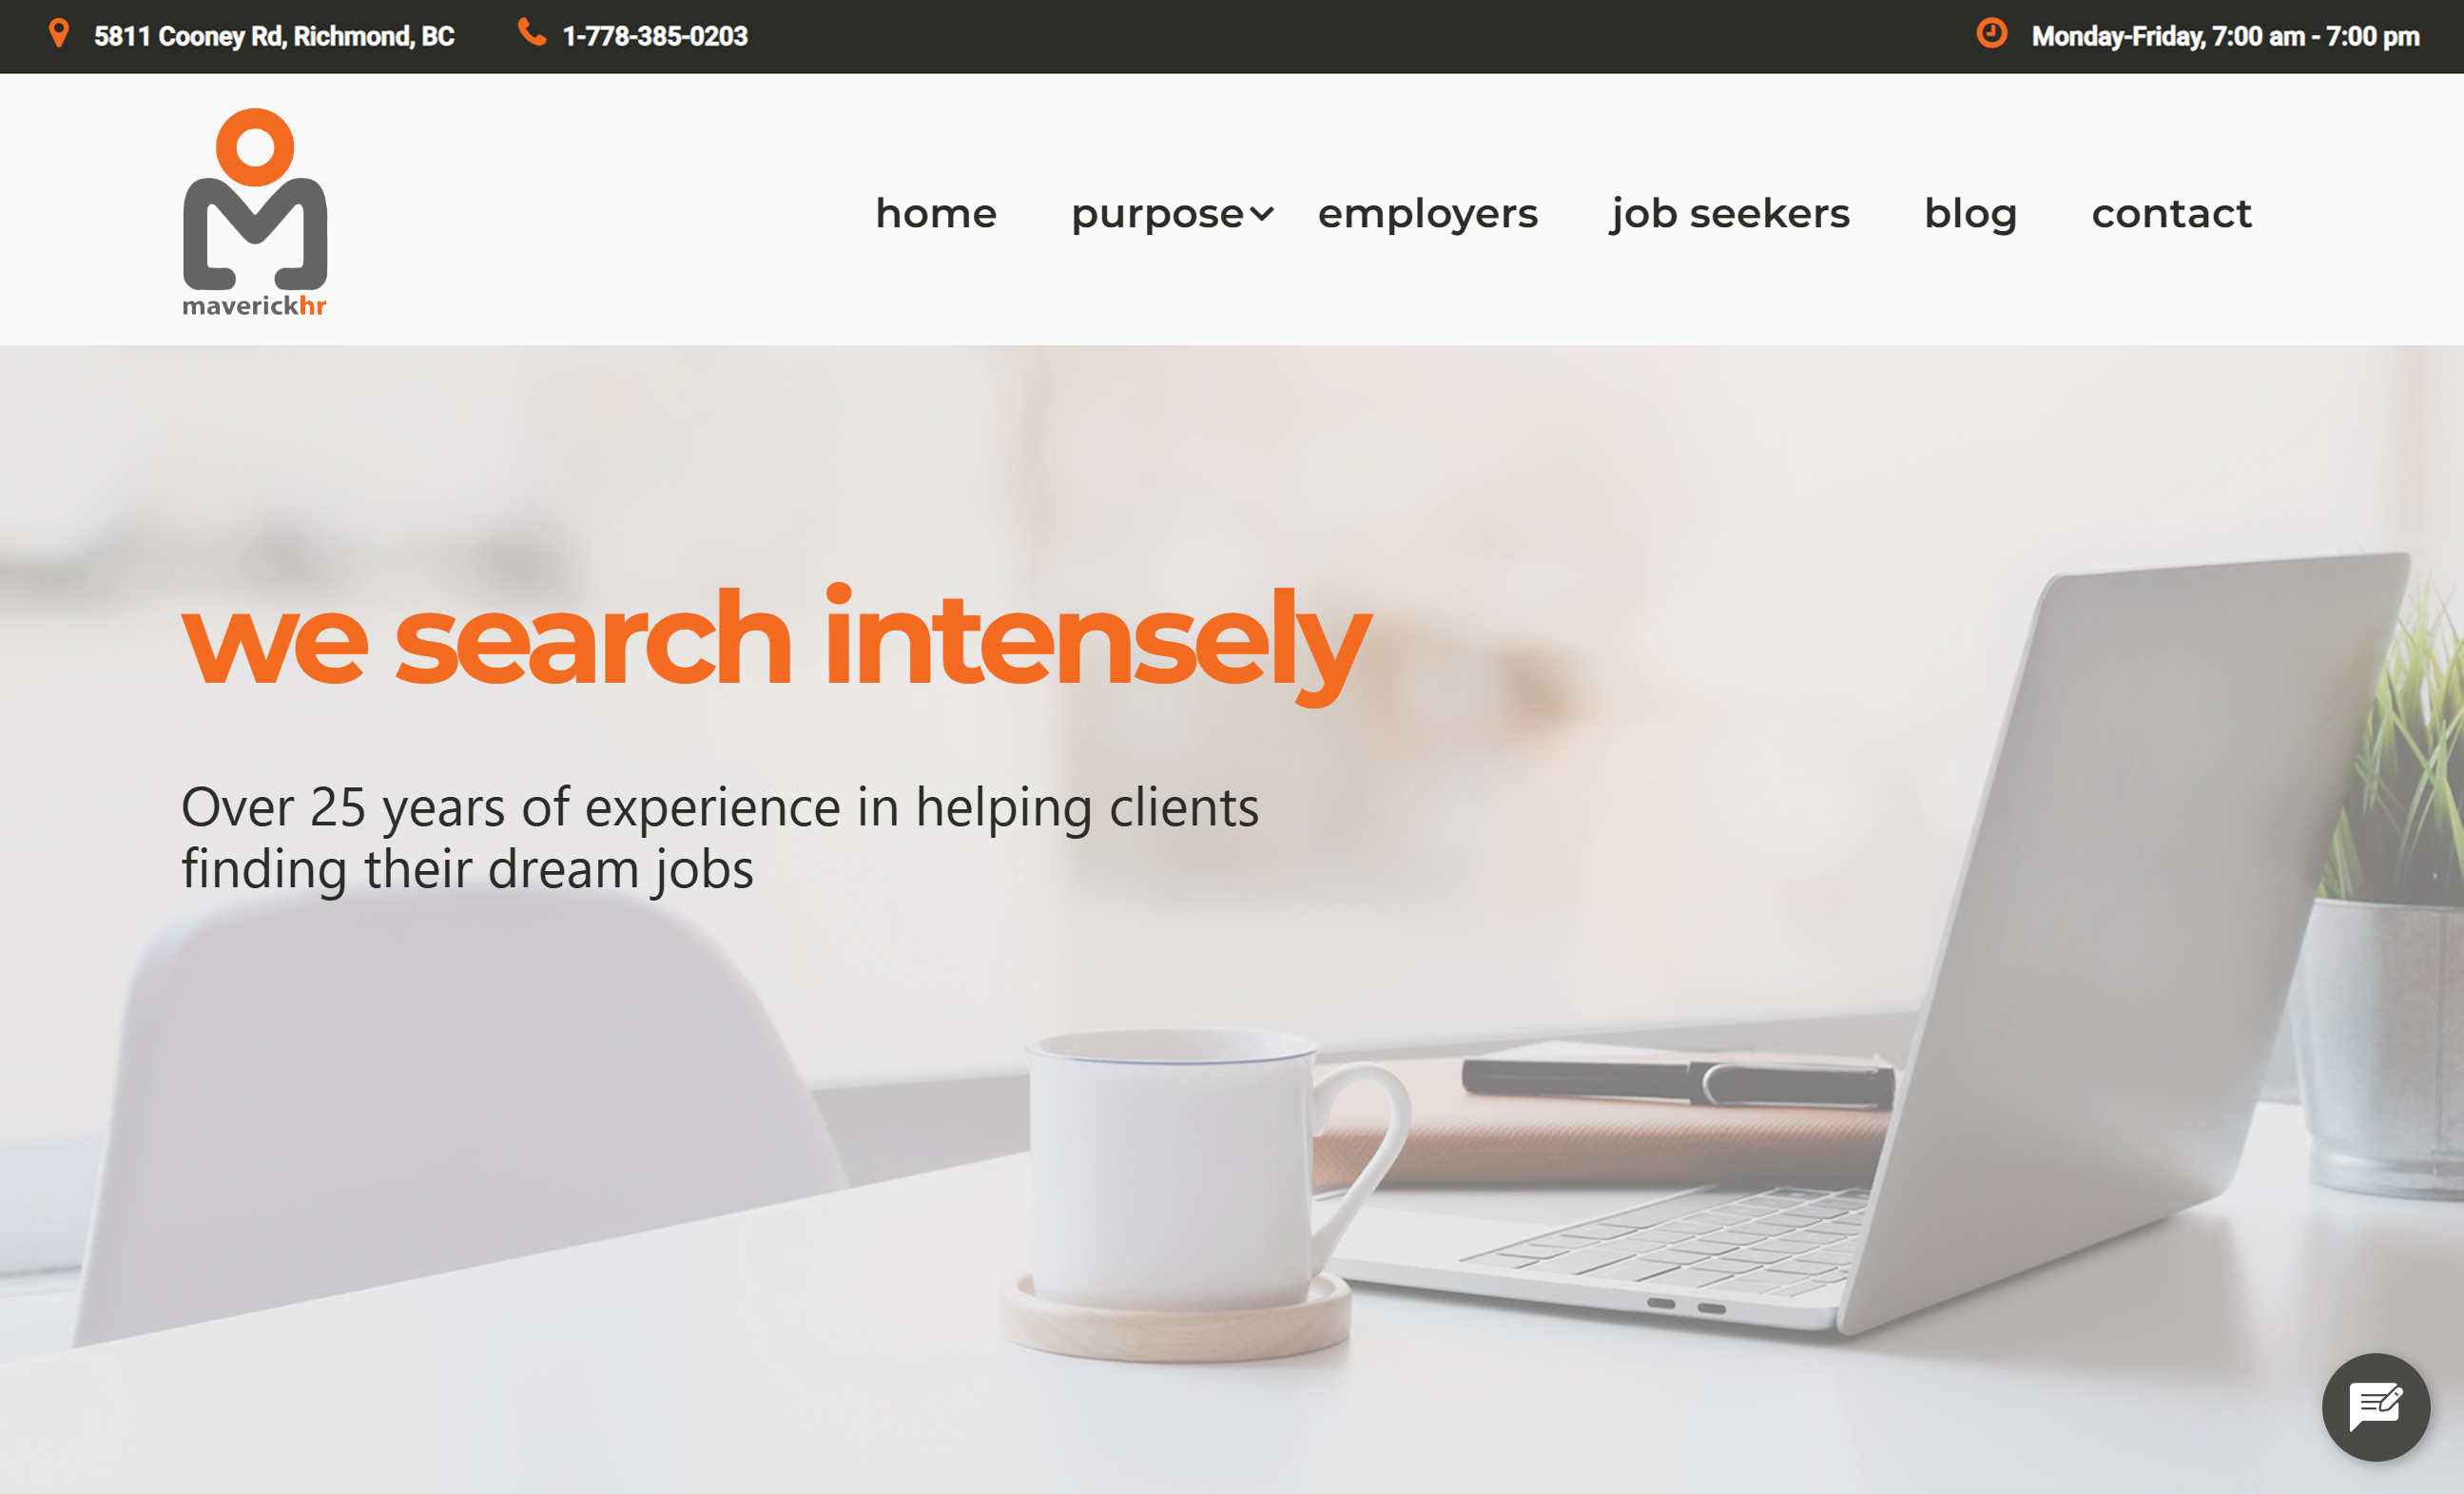 5811 Cooney Rd, Richmond, BC
1-778-385-0203
Monday-Friday, 7:00 am - 7:00 pm
maverickhr
home
purpose
employers
job seekers
blog
contact
we search intensely
Over 25 years of experience in helping clients
finding their dream jobs